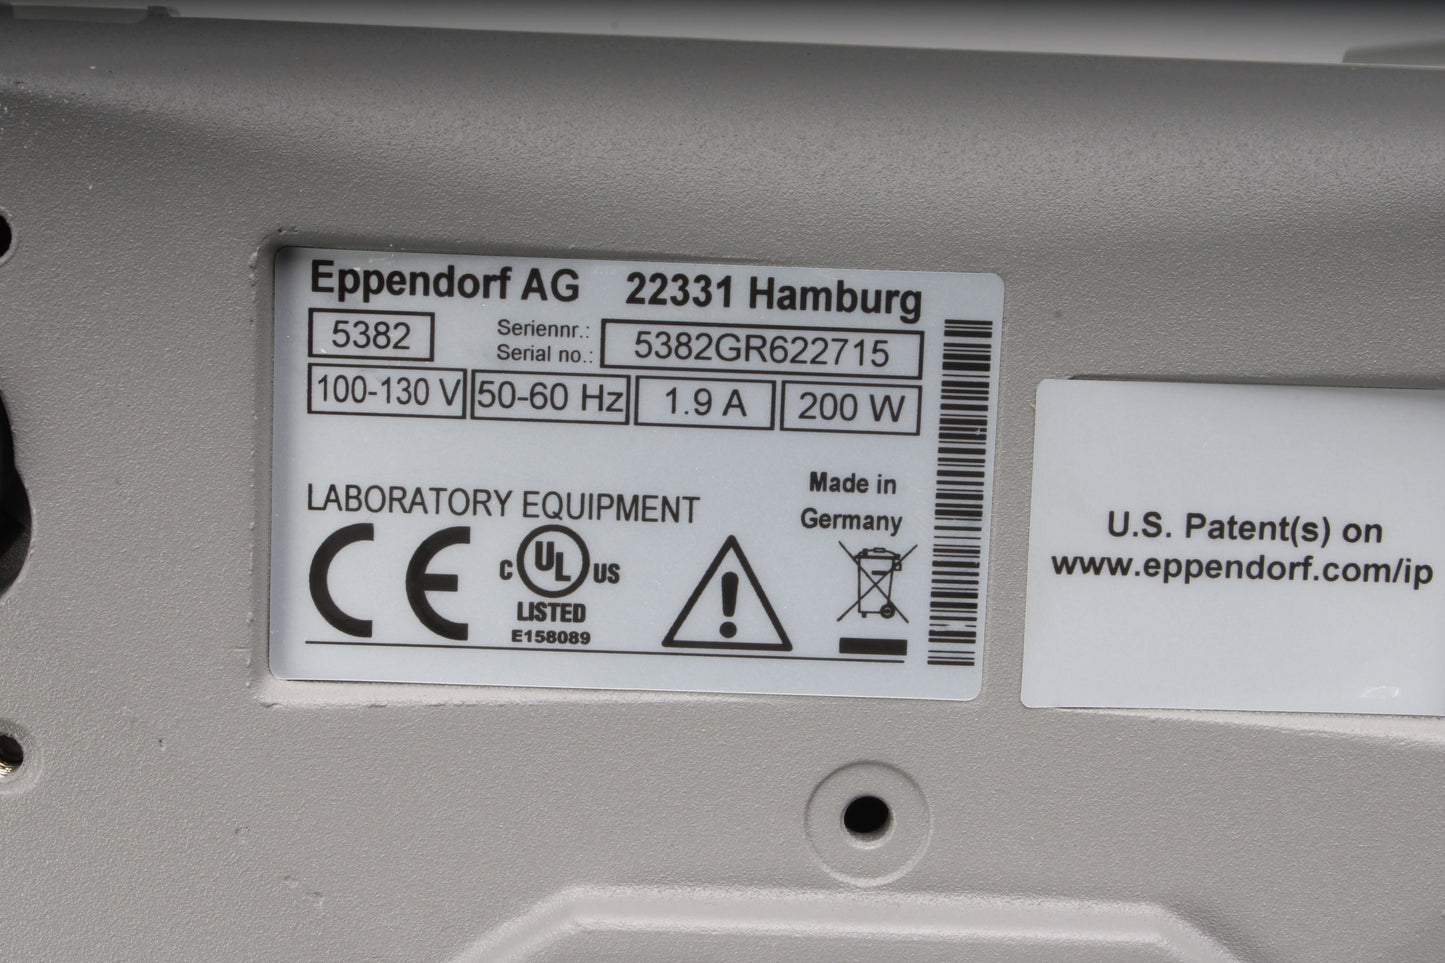 Eppendorf AG 22331 Hamburg
5382 Seriennr.: Serial no.: 5382GR622715
100-130 V 50-60 Hz 1.9 A 200 W
Made in
Germany
LABORATORY EQUIPMENT
CE
C UL US
LISTED
E158089
U.S. Patent(s) on
www.eppendorf.com/ip